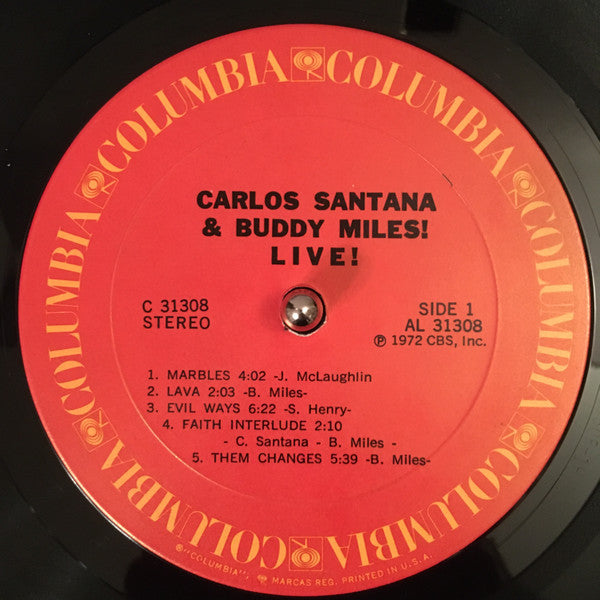 COLUMBIA COLUMBIA COLUMBIA COLUMBIA COLUMBIA COLUMBIA
CARLOS SANTANA
& BUDDY MILES!
LIVE!
C 31308
STEREO
SIDE 1
AL 31308
Ⓟ 1972 CBS, Inc.
1. MARBLES 4:02 -J. McLaughlin
2. LAVA 2:03 -B. Miles-
3. EVIL WAYS 6:22 -S. Henry-
4. FAITH INTERLUDE 2:10
- C. Santana - B. Miles -
5. THEM CHANGES 5:39 -B. Miles-
®"COLUMBIA", MARCAS REG. PRINTED IN U.S.A.